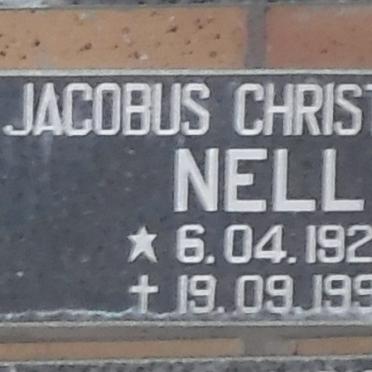 JACOBUS CHRIST
NELL
★ 6.04.192
† 19.09.199